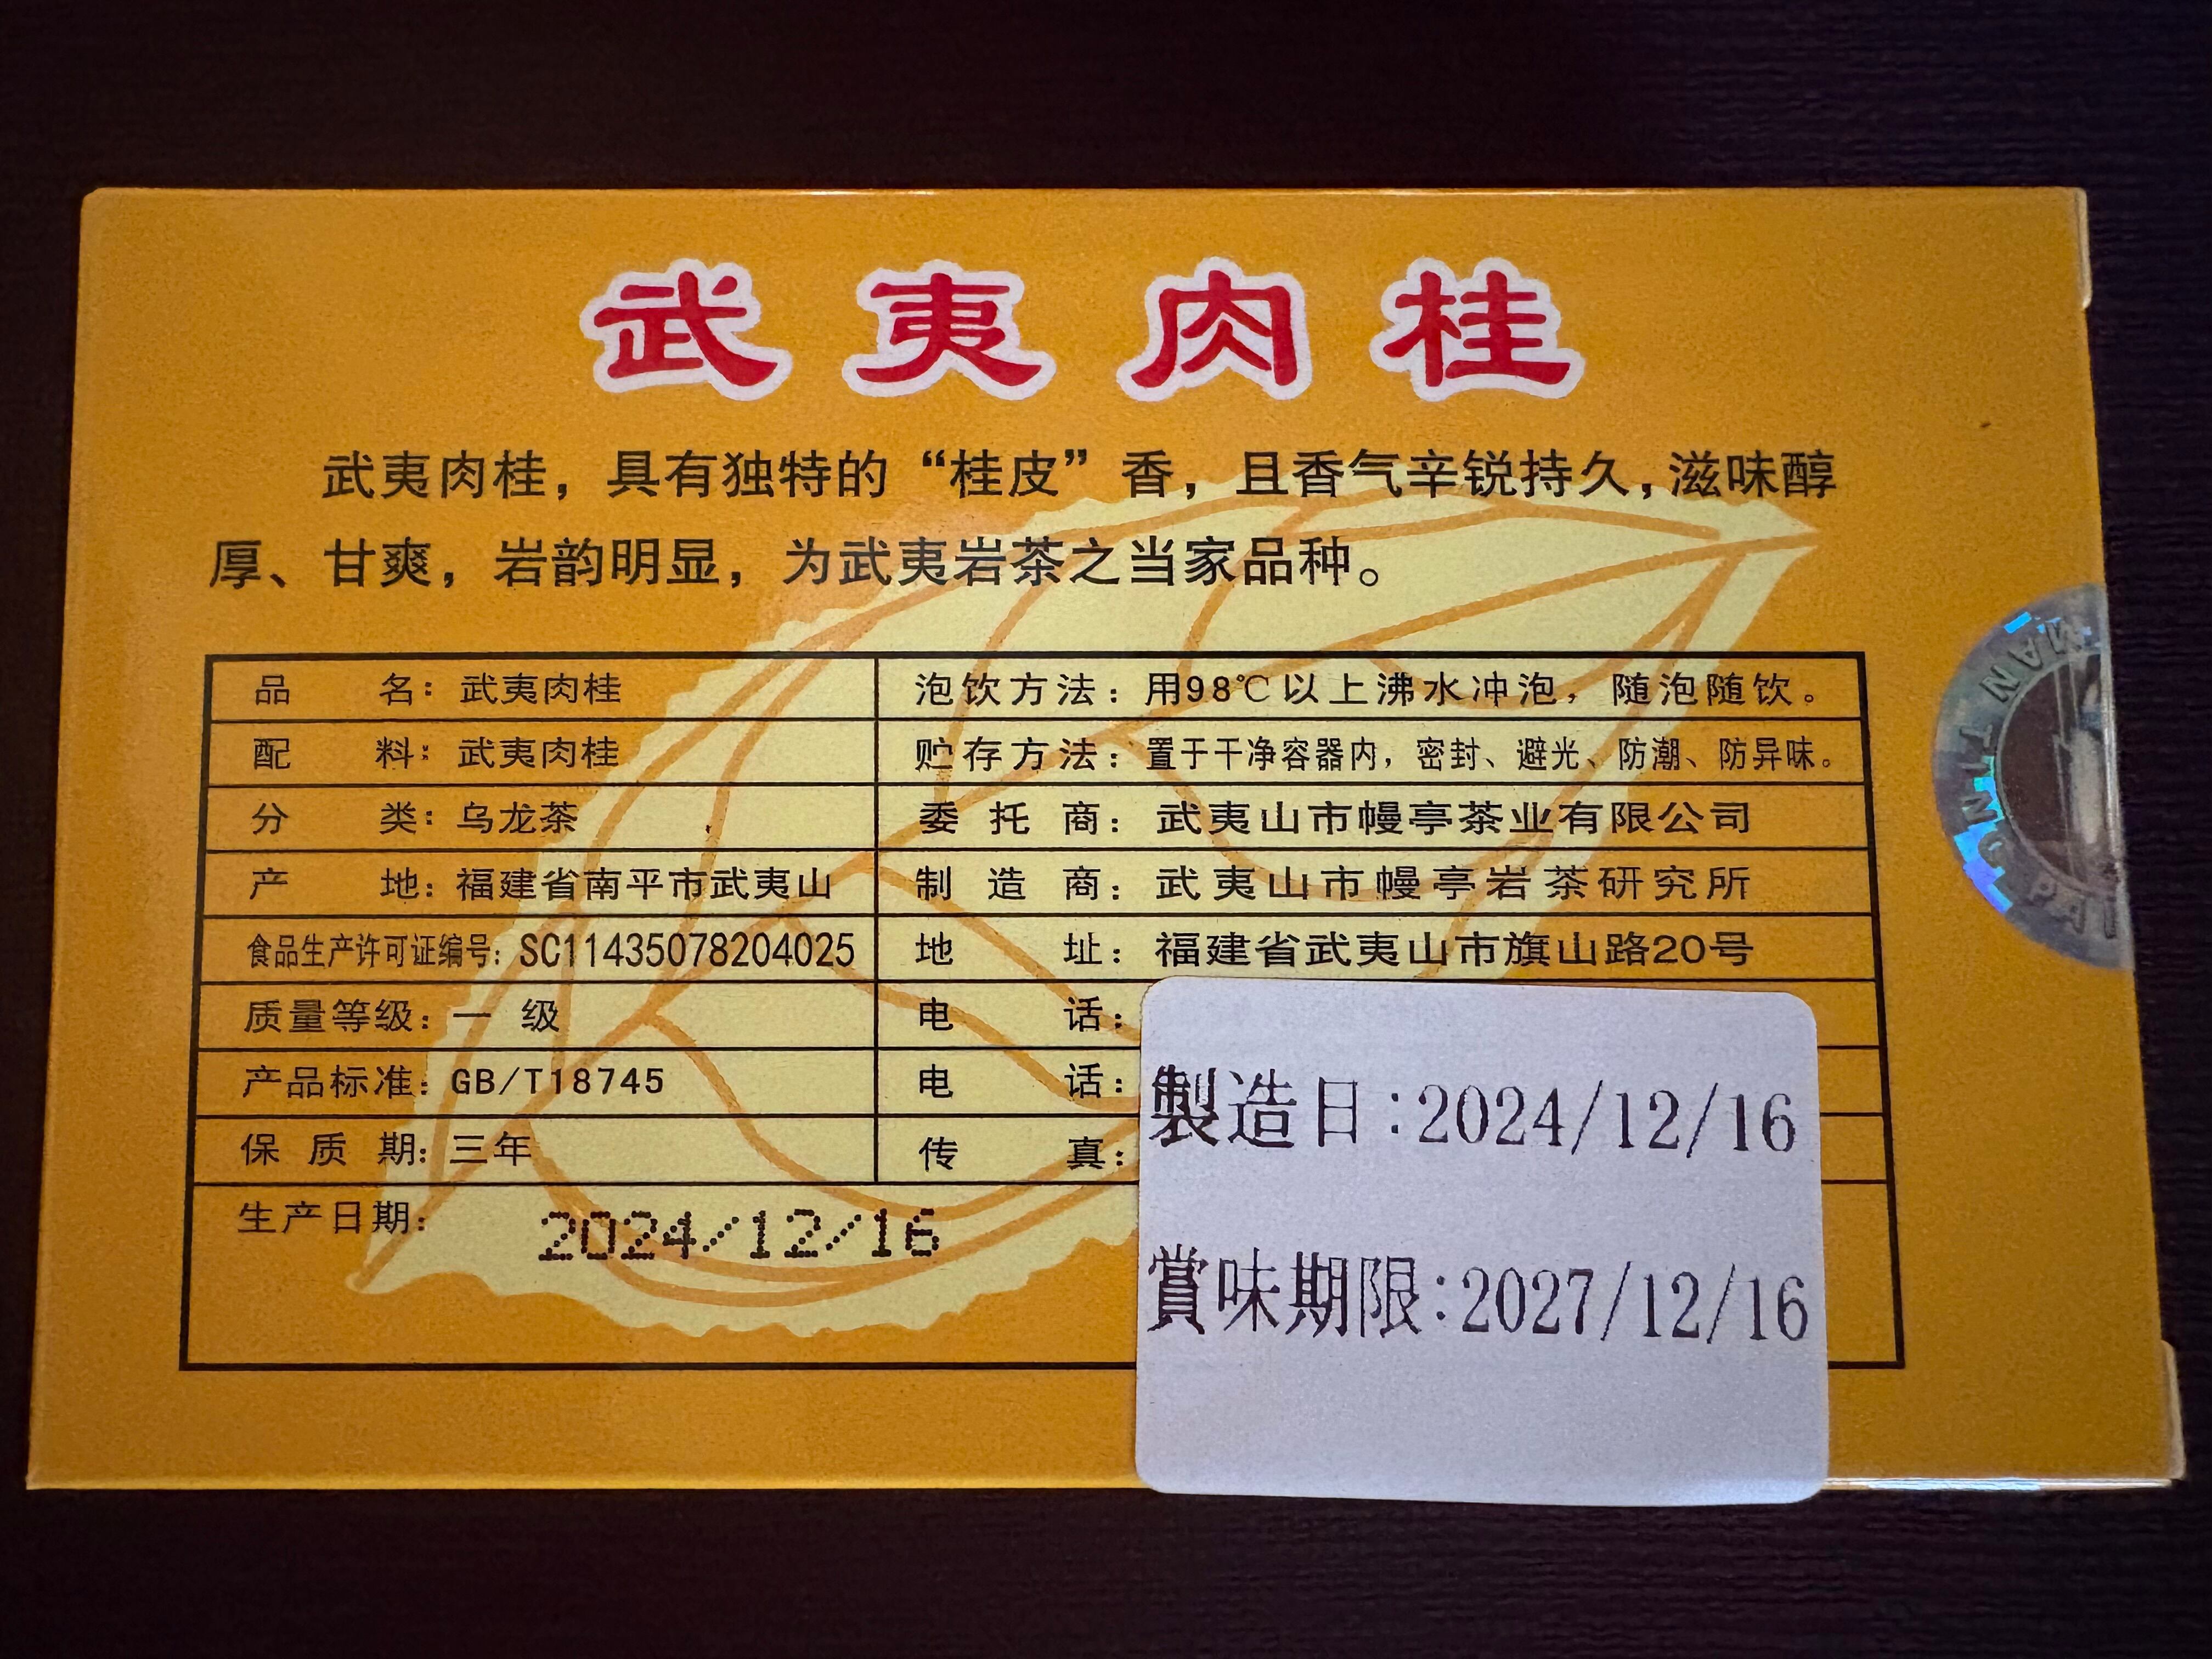 武夷肉桂
武夷肉桂，具有独特的“桂皮”香，且香气辛锐持久，滋味醇
厚、甘爽，岩韵明显，为武夷岩茶之当家品种。
品名：武夷肉桂
泡饮方法：用98℃以上沸水冲泡，随泡随饮。
配料：武夷肉桂
贮存方法：置于干净容器内，密封、避光、防潮、防异味。
分类：乌龙茶
委托商：武夷山市幔亭茶业有限公司
产地：福建省南平市武夷山
制造商：武夷山市幔亭岩茶研究所
食品生产许可证编号：SC11435078204025
地址：福建省武夷山市旗山路20号
质量等级：一级
电话：
产品标准：GB/T18745
电话：
保质期：三年
传真：
生产日期：2024/12/16
製造日:2024/12/16
賞味期限:2027/12/16
MAN TING PAI